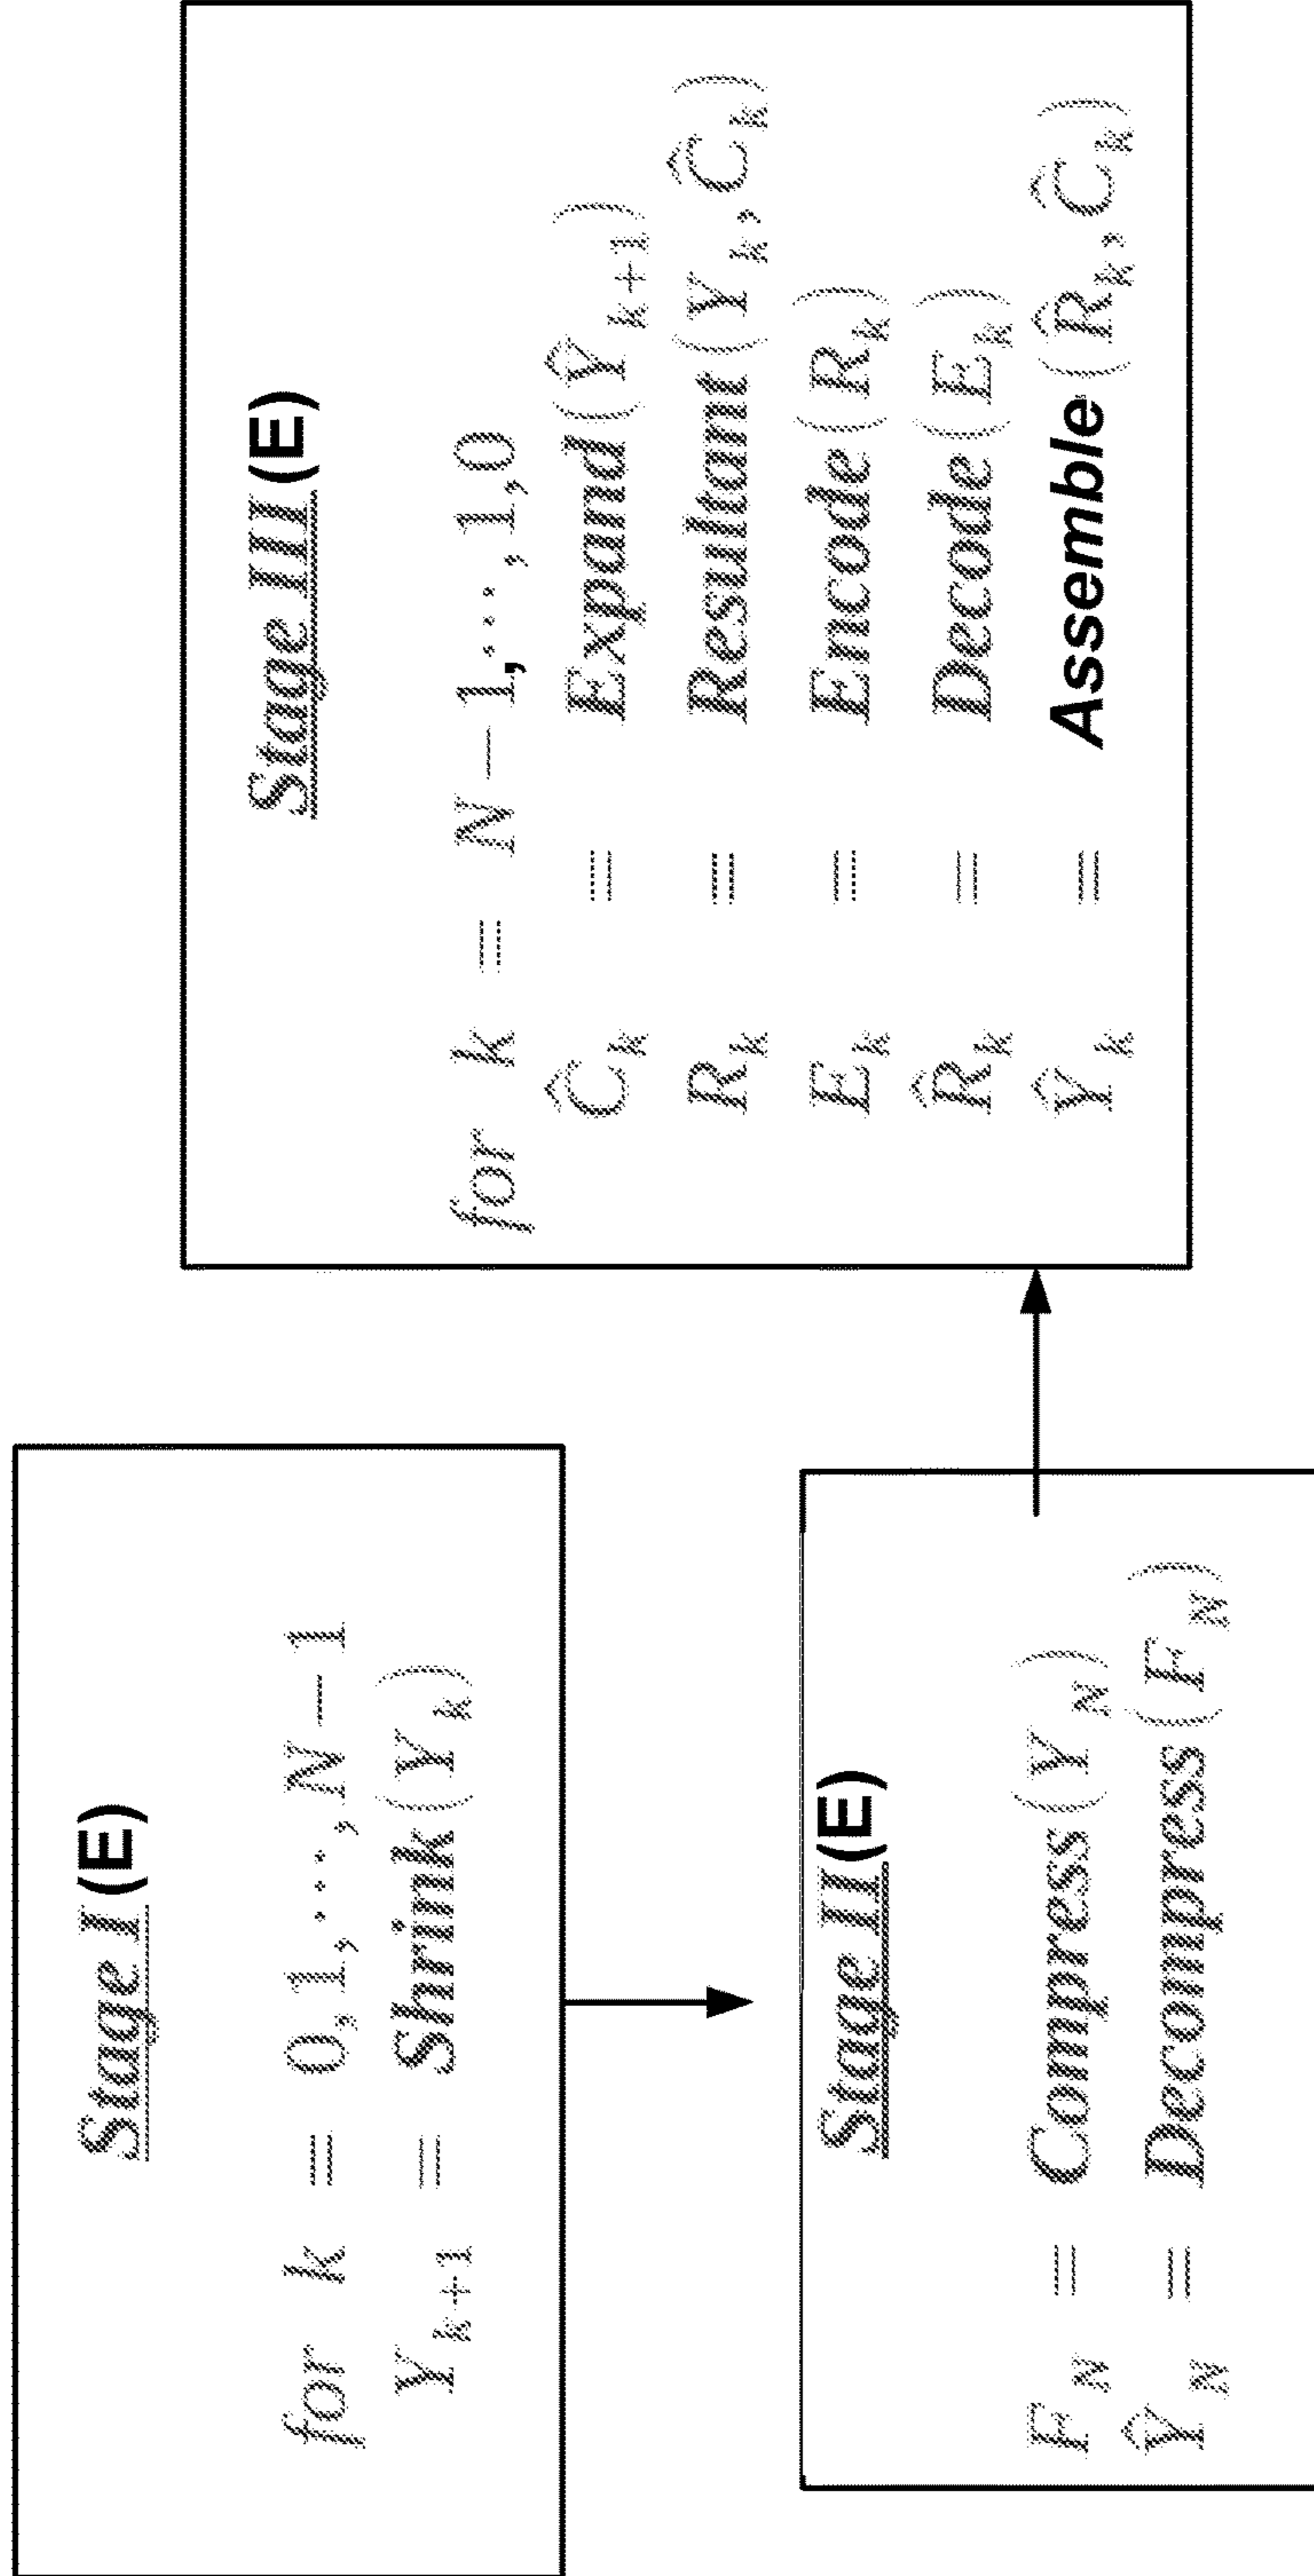 Stage I (E)
for k = 0,1,⋯,N−1
Y_{k+1} = Shrink(Y_k)
Stage II (E)
F_N = Compress(Y_N)
Ŷ_N = Decompress(F_N)
Stage III (E)
for k = N−1,⋯,1,0
Ĉ_k = Expand(Ŷ_{k+1})
R_k = Resultant(Y_k,Ĉ_k)
E_k = Encode(R_k)
R̂_k = Decode(E_k)
Ŷ_k = Assemble(R̂_k,Ĉ_k)